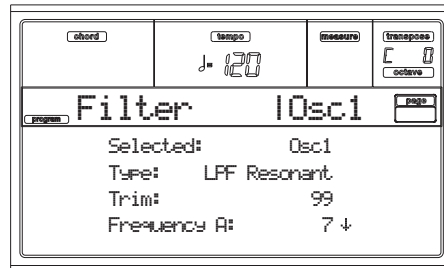 chord
tempo
measure
transpose
♩= 120
C 0
octave
program
Filter |Osc1
page
Selected: Osc1
Type: LPF Resonant
Trim: 99
Frequency A: 7↓